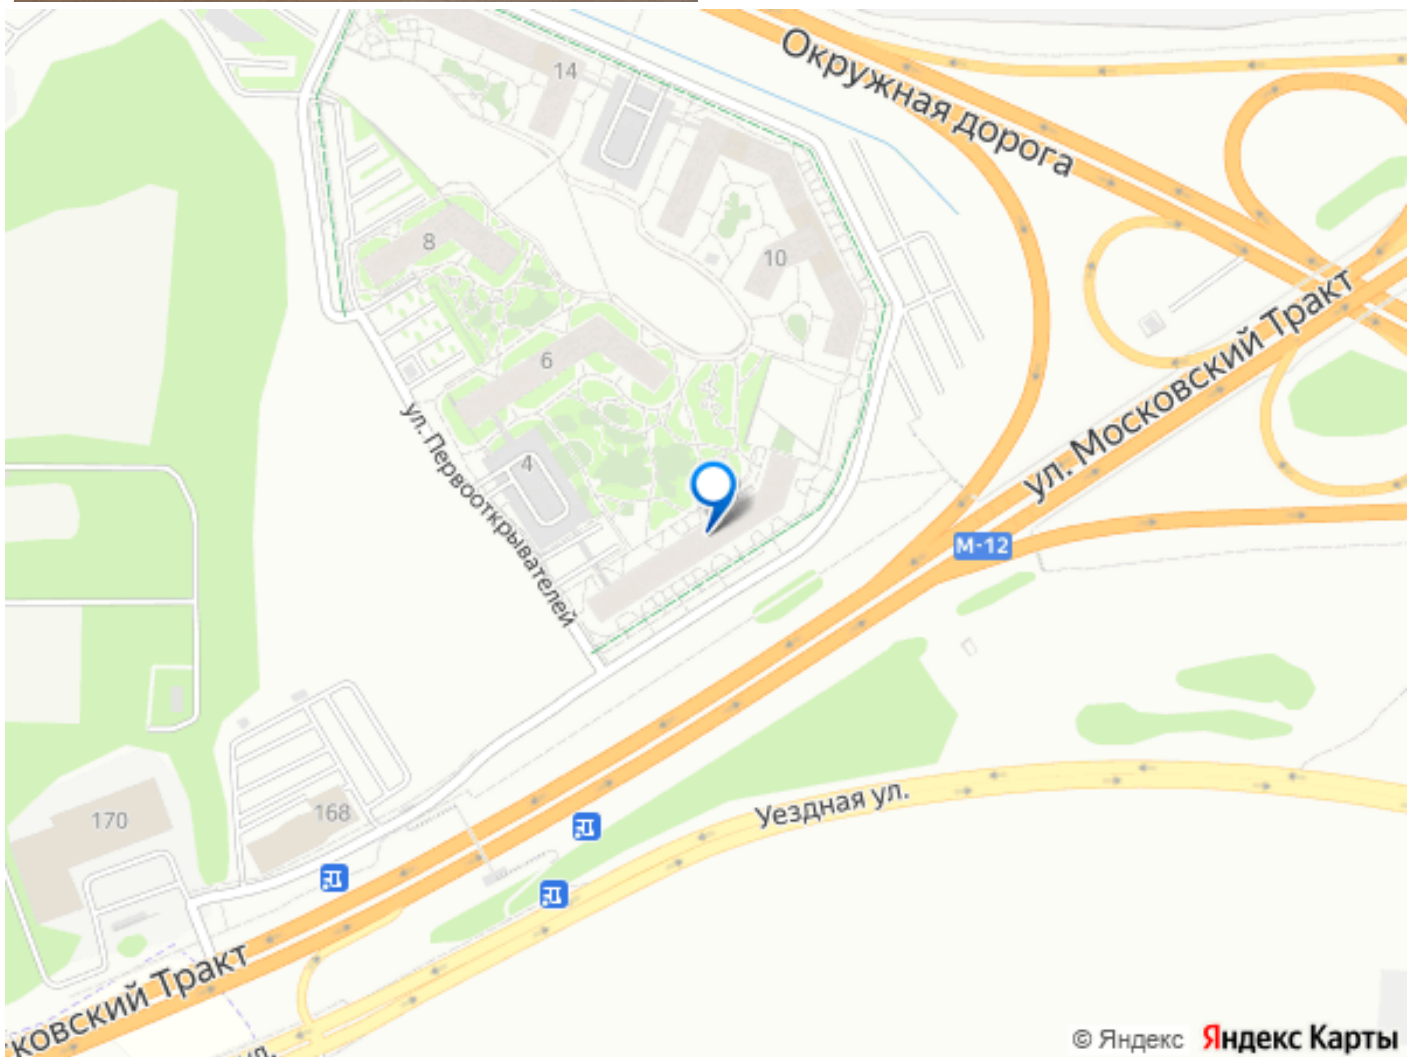 14
Окружная дорога
8
10
6
ул. Московский Тракт
ул. Первооткрывателей
4
М-12
Уездная ул.
170
168
ковский Тракт
ул.
© Яндекс Яндекс Карты